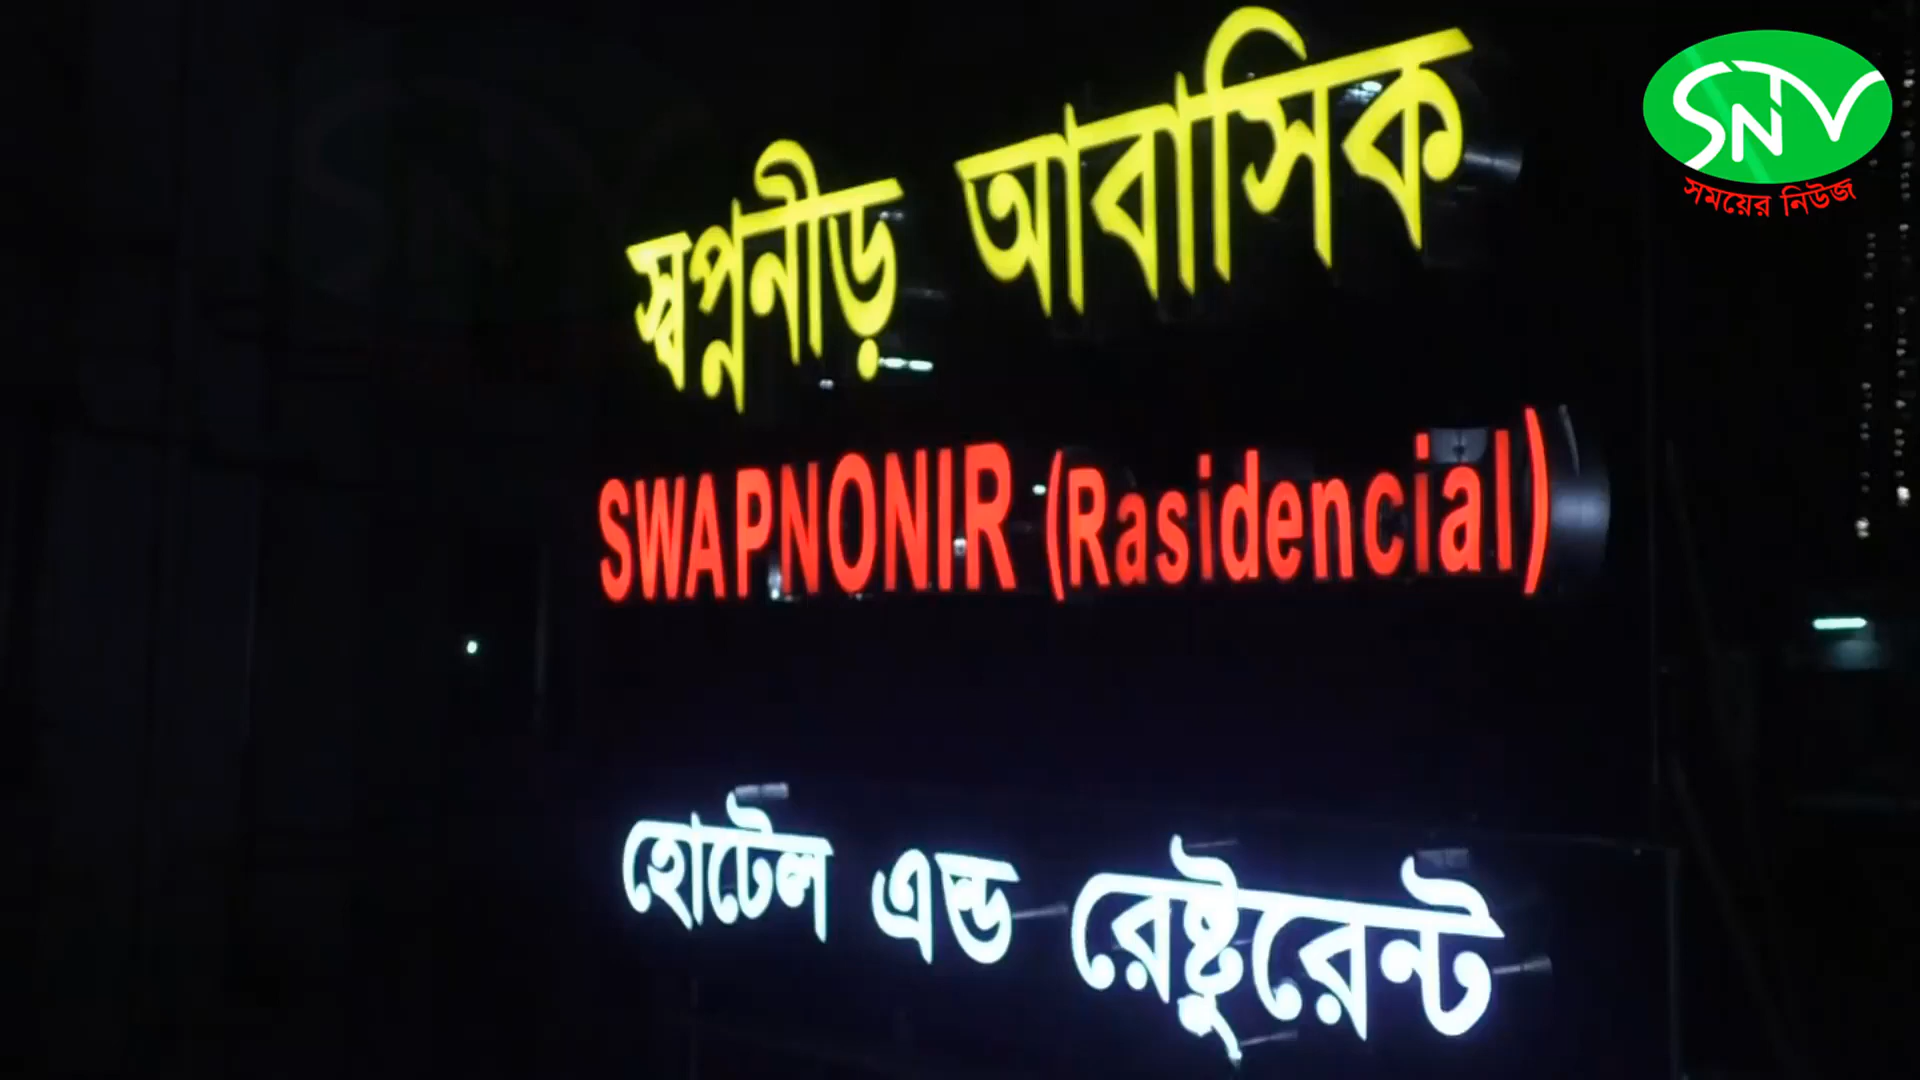 স্বপ্ননীড় আবাসিক
SWAPNONIR (Rasidencial)
হোটেল এন্ড রেষ্টুরেন্ট
SNTV
সময়ের নিউজ